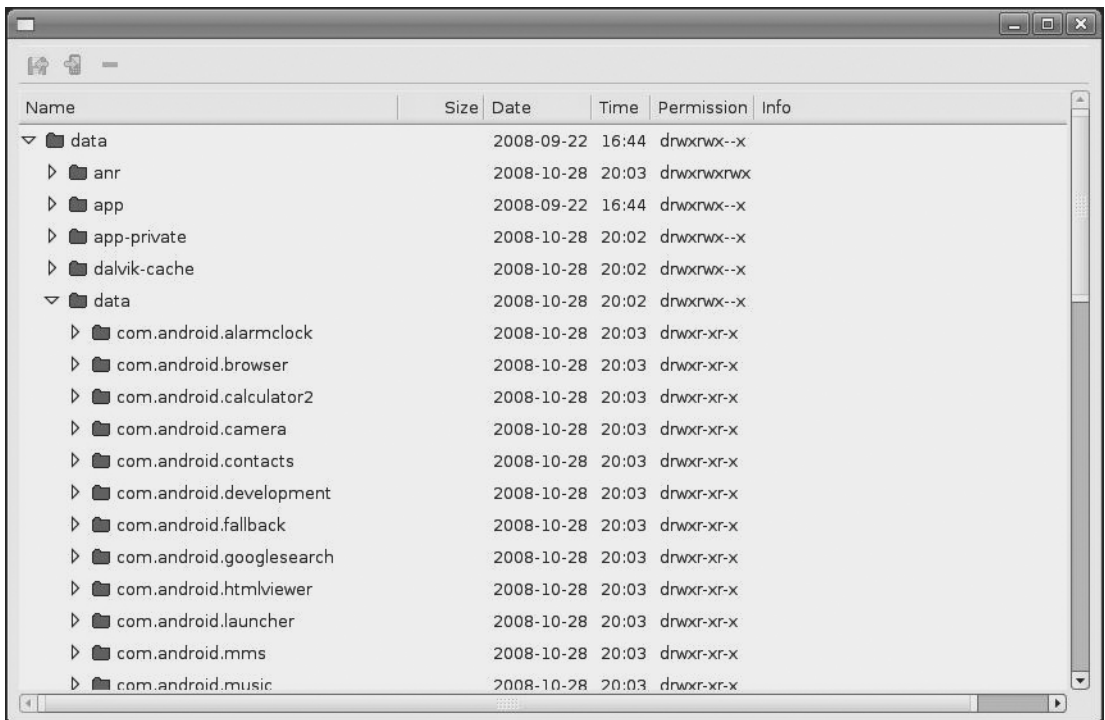 Name Size Date Time Permission Info
data 2008-09-22 16:44 drwxrwx--x
anr 2008-10-28 20:03 drwxrwxrwx
app 2008-09-22 16:44 drwxrwx--x
app-private 2008-10-28 20:02 drwxrwx--x
dalvik-cache 2008-10-28 20:02 drwxrwx--x
data 2008-10-28 20:02 drwxrwx--x
com.android.alarmclock 2008-10-28 20:03 drwxr-xr-x
com.android.browser 2008-10-28 20:03 drwxr-xr-x
com.android.calculator2 2008-10-28 20:03 drwxr-xr-x
com.android.camera 2008-10-28 20:03 drwxr-xr-x
com.android.contacts 2008-10-28 20:03 drwxr-xr-x
com.android.development 2008-10-28 20:03 drwxr-xr-x
com.android.fallback 2008-10-28 20:03 drwxr-xr-x
com.android.googlesearch 2008-10-28 20:03 drwxr-xr-x
com.android.htmlviewer 2008-10-28 20:03 drwxr-xr-x
com.android.launcher 2008-10-28 20:03 drwxr-xr-x
com.android.mms 2008-10-28 20:03 drwxr-xr-x
com.android.music 2008-10-28 20:03 drwxr-xr-x